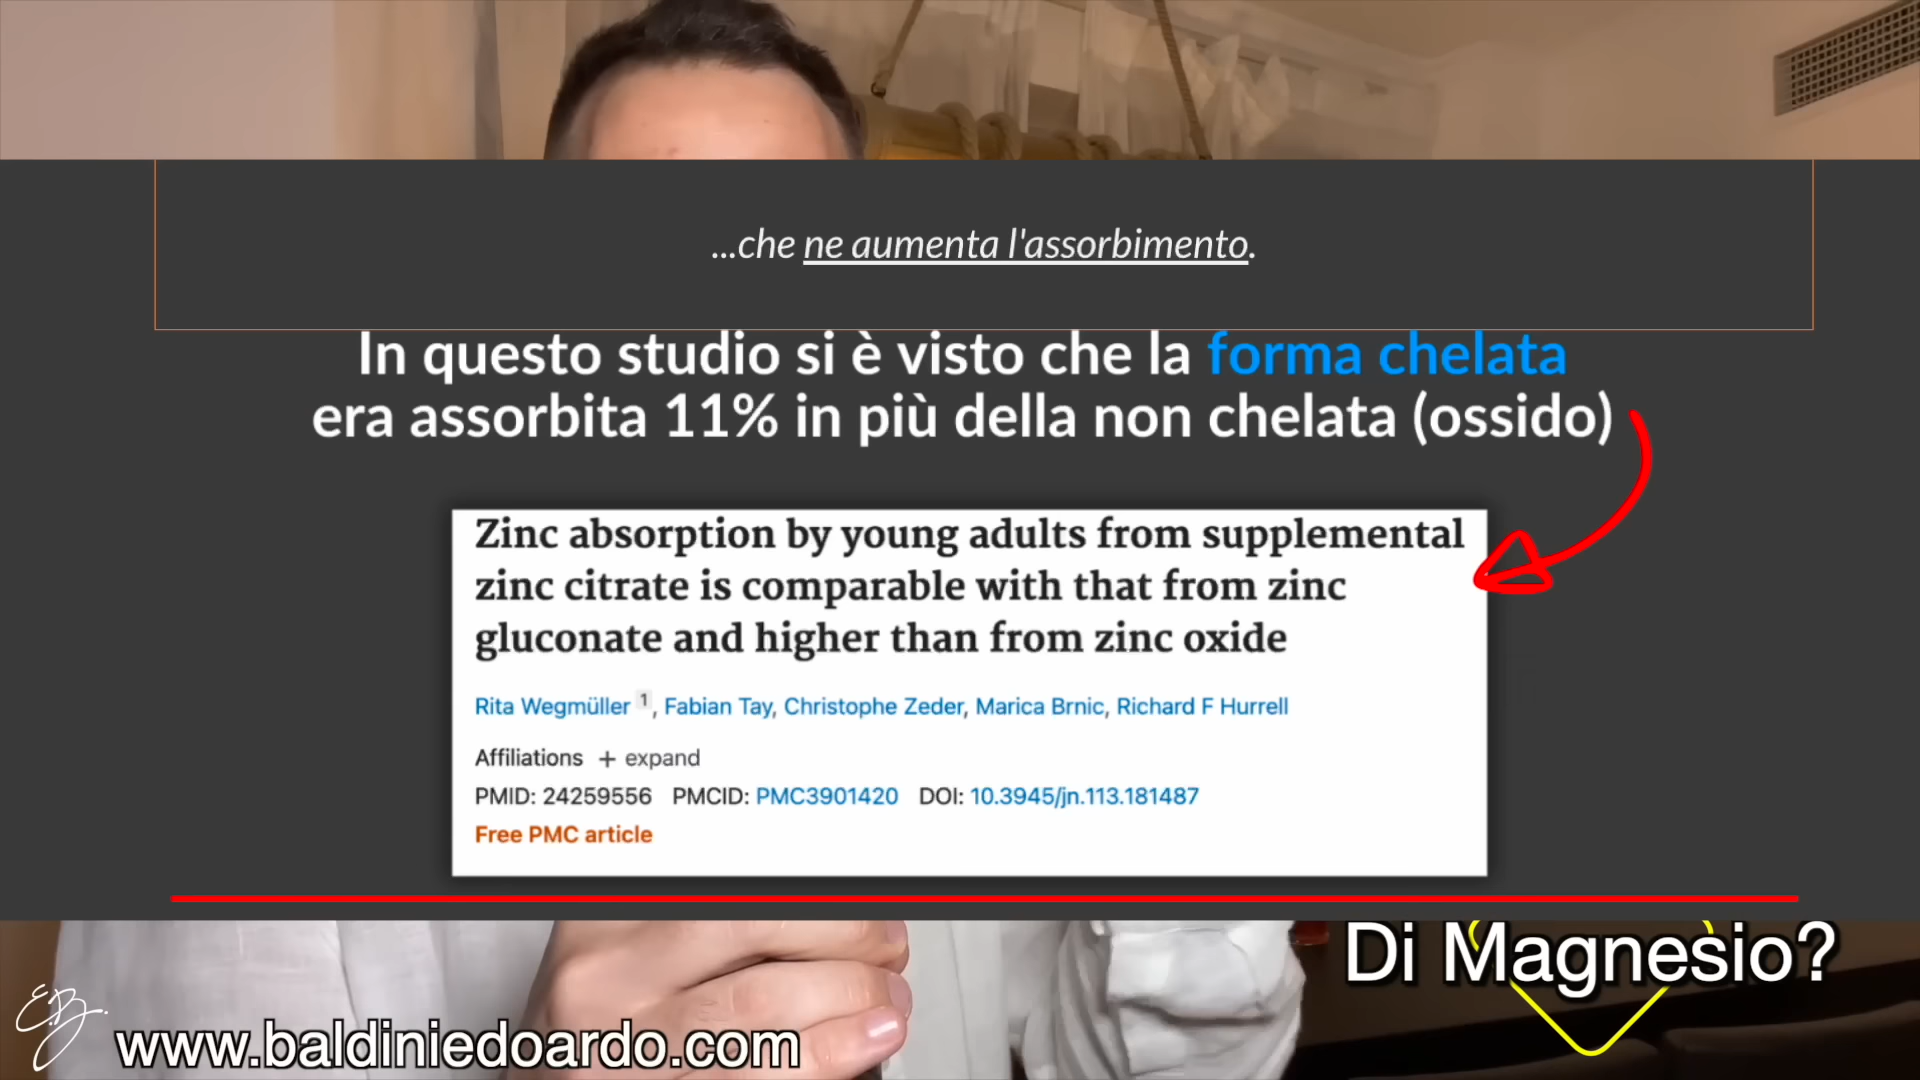 ...che ne aumenta l'assorbimento.
In questo studio si è visto che la forma chelata
era assorbita 11% in più della non chelata (ossido)
Zinc absorption by young adults from supplemental
zinc citrate is comparable with that from zinc
gluconate and higher than from zinc oxide
Rita Wegmüller 1, Fabian Tay, Christophe Zeder, Marica Brnic, Richard F Hurrell
Affiliations + expand
PMID: 24259556 PMCID: PMC3901420 DOI: 10.3945/jn.113.181487
Free PMC article
Di Magnesio?
E.B.
www.baldiniedoardo.com